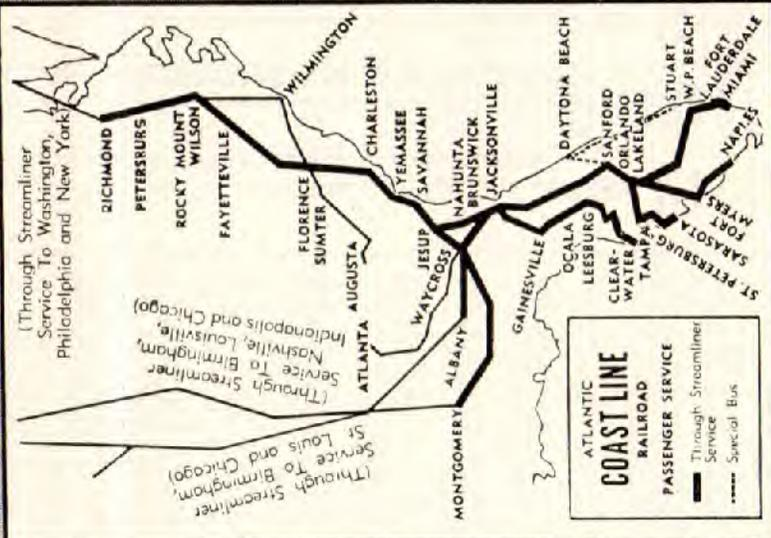 (Through Streamliner
Service To Washington,
Philadelphia and New York)
RICHMOND
PETERSBURG
ROCKY MOUNT
WILSON
FAYETTEVILLE
WILMINGTON
FLORENCE
SUMTER
AUGUSTA
ATLANTA
CHARLESTON
YEMASSEE
SAVANNAH
JESUP
WAYCROSS
NAHUNTA
BRUNSWICK
JACKSONVILLE
ALBANY
MONTGOMERY
(Through Streamliner
Service To Birmingham,
Nashville, Louisville,
Indianapolis and Chicago)
(Through Streamliner
Service To Birmingham,
St Louis and Chicago)
GAINESVILLE
OCALA
LEESBURG
CLEAR-
WATER
TAMPA
ST. PETERSBURG
SARASOTA
FORT
MYERS
NAPLES
DAYTONA BEACH
SANFORD
ORLANDO
LAKELAND
STUART
W.P. BEACH
FORT
LAUDERDALE
MIAMI
ATLANTIC
COAST LINE
RAILROAD
PASSENGER SERVICE
Through Streamliner
Service
Special Bus